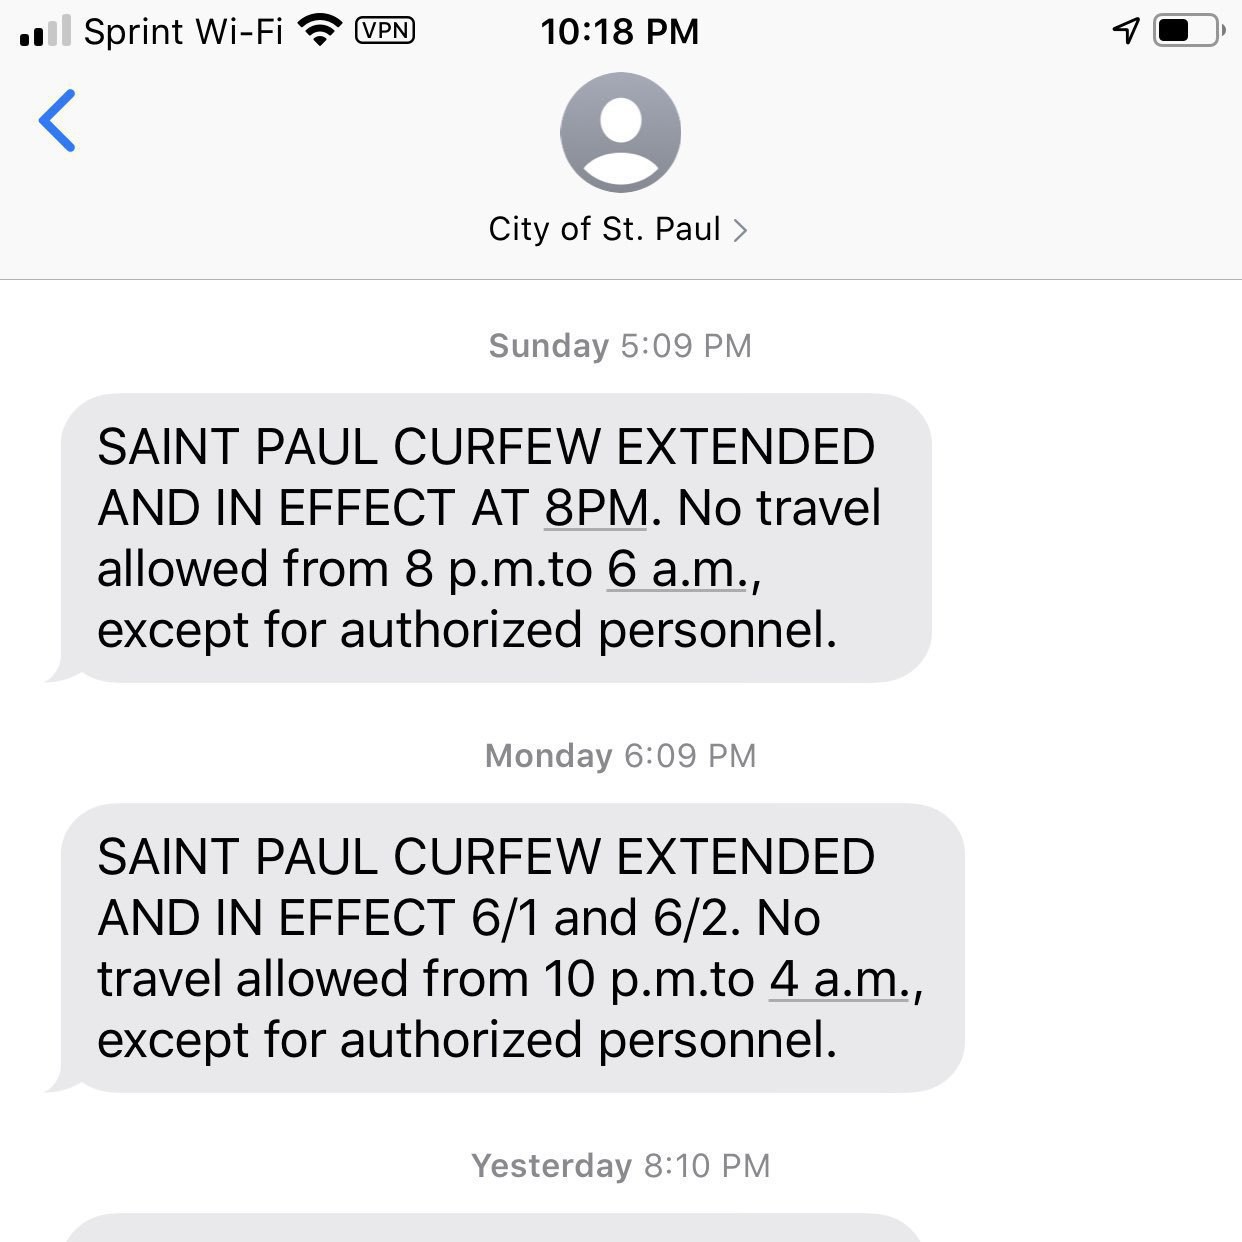 Sprint Wi-Fi VPN 10:18 PM
City of St. Paul
Sunday 5:09 PM
SAINT PAUL CURFEW EXTENDED
AND IN EFFECT AT 8PM. No travel
allowed from 8 p.m.to 6 a.m.,
except for authorized personnel.
Monday 6:09 PM
SAINT PAUL CURFEW EXTENDED
AND IN EFFECT 6/1 and 6/2. No
travel allowed from 10 p.m.to 4 a.m.,
except for authorized personnel.
Yesterday 8:10 PM